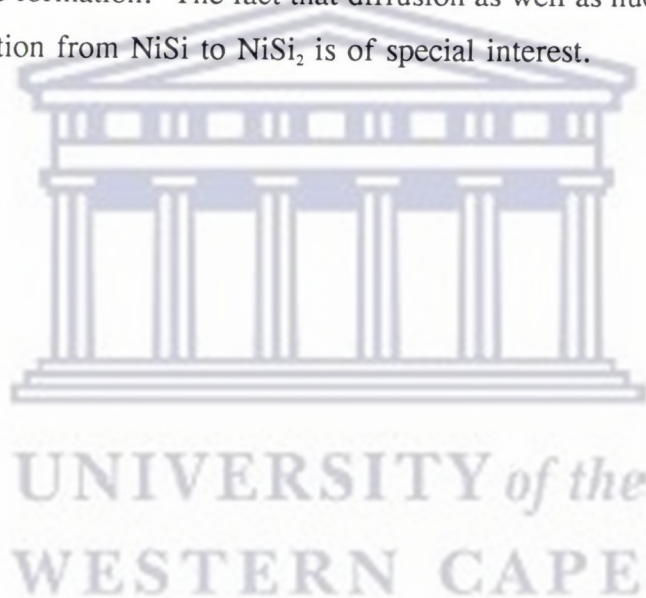 formation. The fact that diffusion as well as
tion from NiSi to NiSi₂ is of special interest.
UNIVERSITY of the
WESTERN CAPE